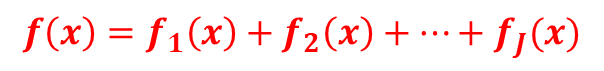 f(x) = f₁(x) + f₂(x) + ⋯ + f_J(x)